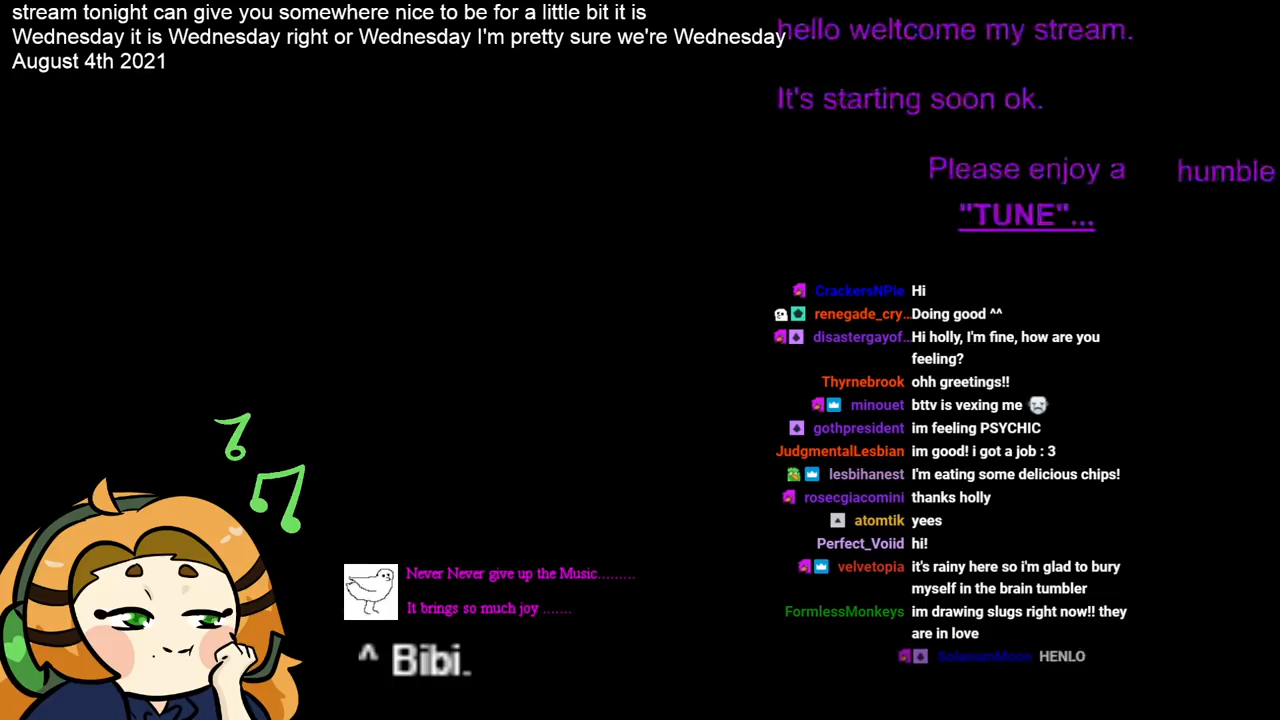 stream tonight can give you somewhere nice to be for a little bit it is
Wednesday it is Wednesday right or Wednesday I'm pretty sure we're Wednesday
August 4th 2021
hello weltcome my stream.
It's starting soon ok.
Please enjoy a humble
"TUNE"...
CrackersNPie Hi
renegade_cry... Doing good ^^
disastergayof... Hi holly, I'm fine, how are you
feeling?
Thyrnebrook ohh greetings!!
minouet bttv is vexing me
gothpresident im feeling PSYCHIC
JudgmentalLesbian im good! i got a job : 3
lesbihanest I'm eating some delicious chips!
rosecgiacomini thanks holly
atomtik yees
Perfect_Voiid hi!
velvetopia it's rainy here so i'm glad to bury
myself in the brain tumbler
FormlessMonkeys im drawing slugs right now!! they
are in love
SolanumMoon HENLO
Never Never give up the Music.........
It brings so much joy .......
^ Bibi.